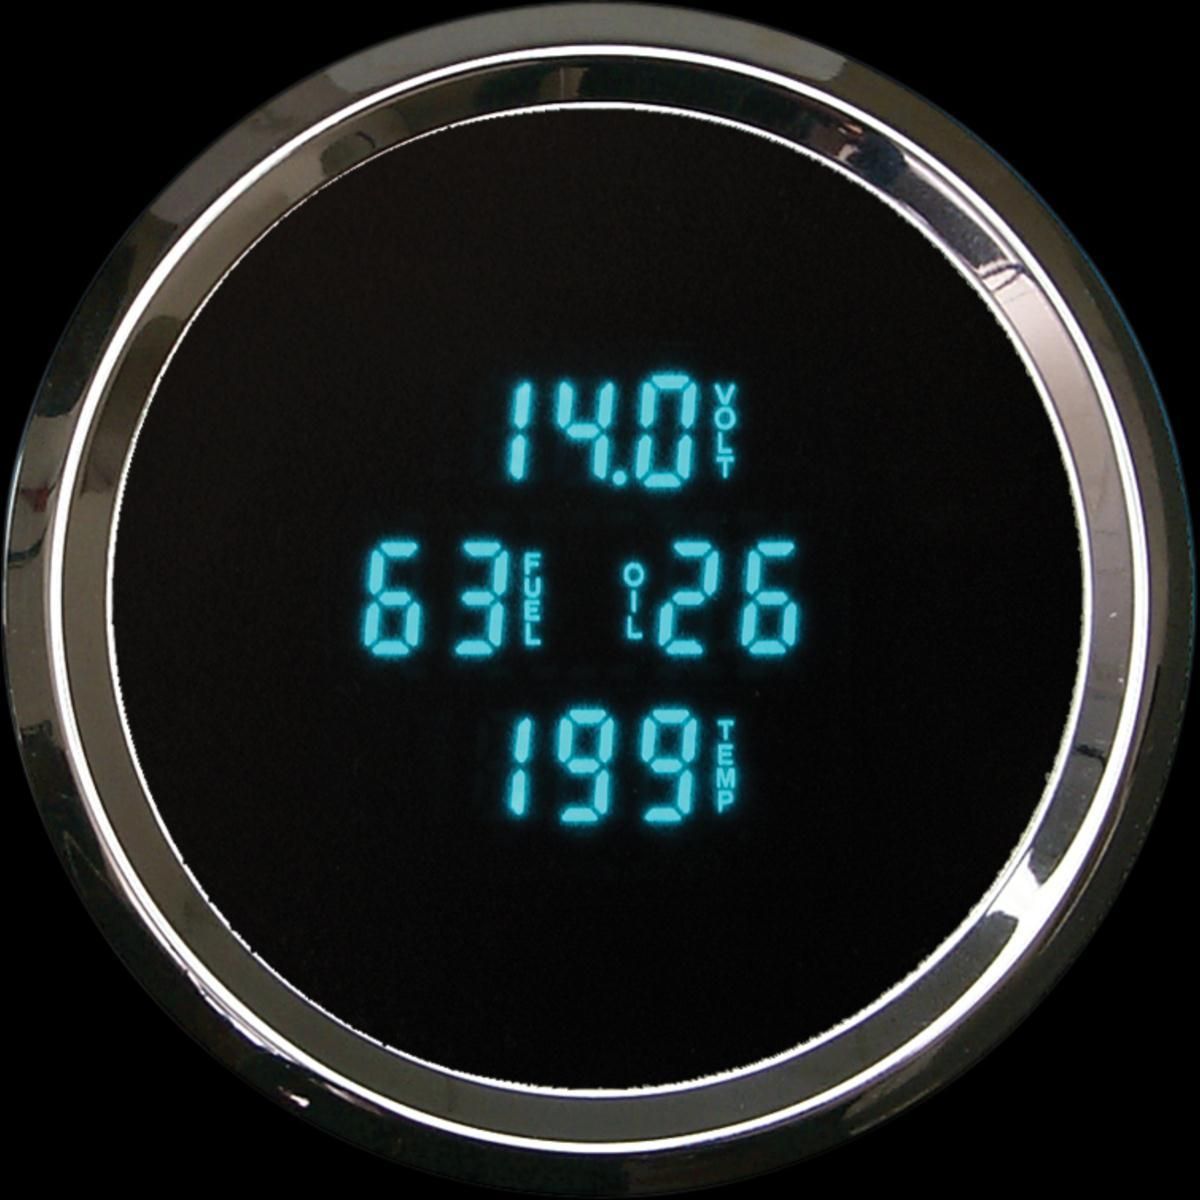 14.0 VOLT
63 FUEL OIL 26
199 TEMP